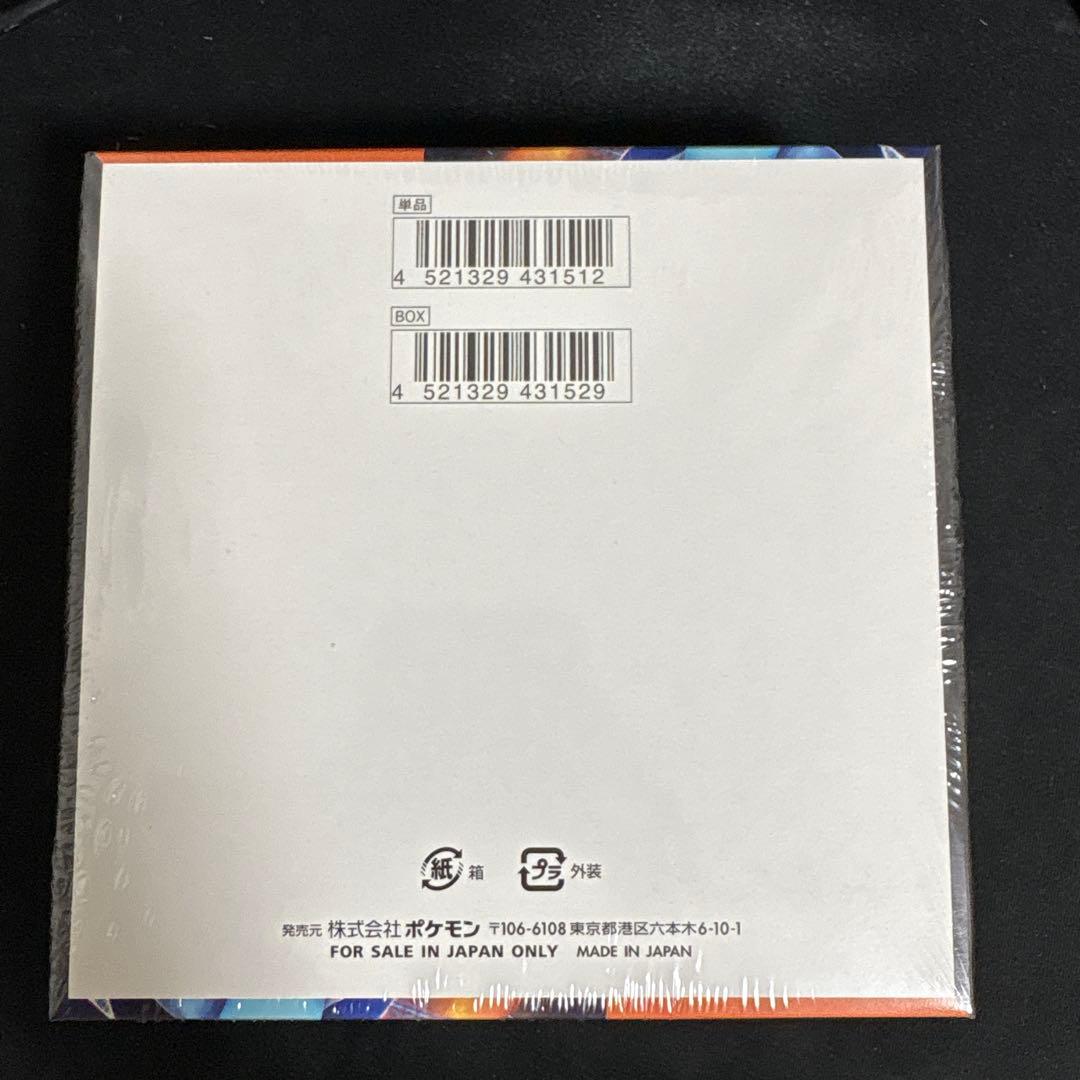 単品
4 521329 431512
BOX
4 521329 431529
紙 箱 プラ 外装
発売元 株式会社ポケモン 〒106-6108 東京都港区六本木6-10-1
FOR SALE IN JAPAN ONLY MADE IN JAPAN